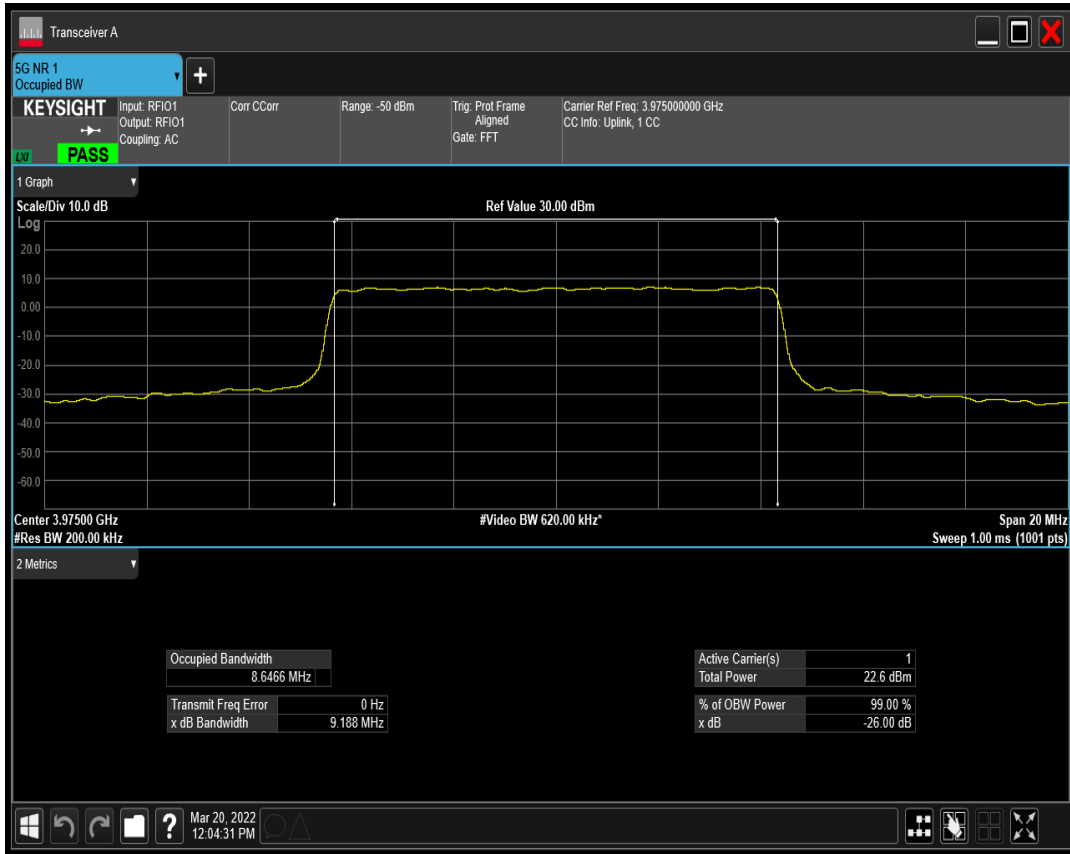 Transceiver A
5G NR 1
Occupied BW
KEYSIGHT
LXI
PASS
Input: RFIO1
Output: RFIO1
Coupling: AC
Corr CCorr
Range: -50 dBm
Trig: Prot Frame
Aligned
Gate: FFT
Carrier Ref Freq: 3.975000000 GHz
CC Info: Uplink, 1 CC
1 Graph
Scale/Div 10.0 dB
Ref Value 30.00 dBm
Log
20.0
10.0
0.00
-10.0
-20.0
-30.0
-40.0
-50.0
-60.0
Center 3.97500 GHz
#Video BW 620.00 kHz*
Span 20 MHz
#Res BW 200.00 kHz
Sweep 1.00 ms (1001 pts)
2 Metrics
Occupied Bandwidth
8.6466 MHz
Transmit Freq Error 0 Hz
x dB Bandwidth 9.188 MHz
Active Carrier(s) 1
Total Power 22.6 dBm
% of OBW Power 99.00 %
x dB -26.00 dB
?
Mar 20, 2022
12:04:31 PM